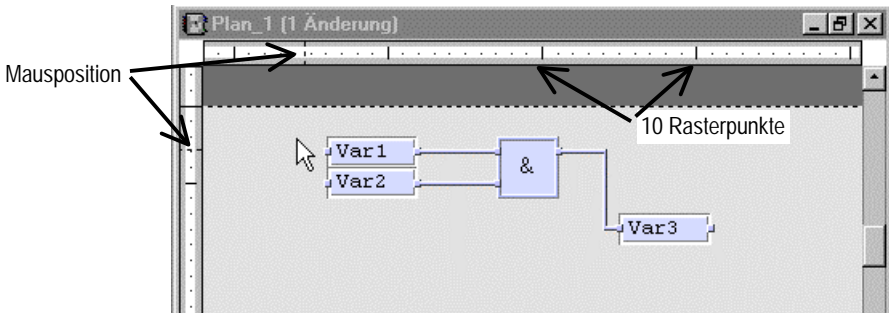 Plan_1 (1 Änderung)
Mausposition
10 Rasterpunkte
Var1
&
Var2
Var3